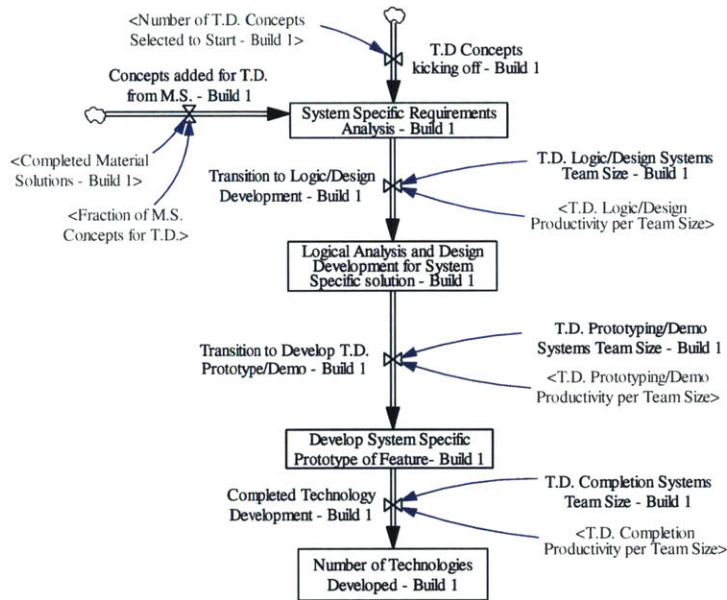 <Number of T.D. Concepts
Selected to Start - Build 1>
T.D Concepts
kicking off - Build 1
Concepts added for T.D.
from M.S. - Build 1
System Specific Requirements
Analysis - Build 1
<Completed Material
Solutions - Build 1>
<Fraction of M.S.
Concepts for T.D.>
Transition to Logic/Design
Development - Build 1
T.D. Logic/Design Systems
Team Size - Build 1
<T.D. Logic/Design
Productivity per Team Size>
Logical Analysis and Design
Development for System
Specific solution - Build 1
Transition to Develop T.D.
Prototype/Demo - Build 1
T.D. Prototyping/Demo
Systems Team Size - Build 1
<T.D. Prototyping/Demo
Productivity per Team Size>
Develop System Specific
Prototype of Feature- Build 1
Completed Technology
Development - Build 1
T.D. Completion Systems
Team Size - Build 1
<T.D. Completion
Productivity per Team Size>
Number of Technologies
Developed - Build 1